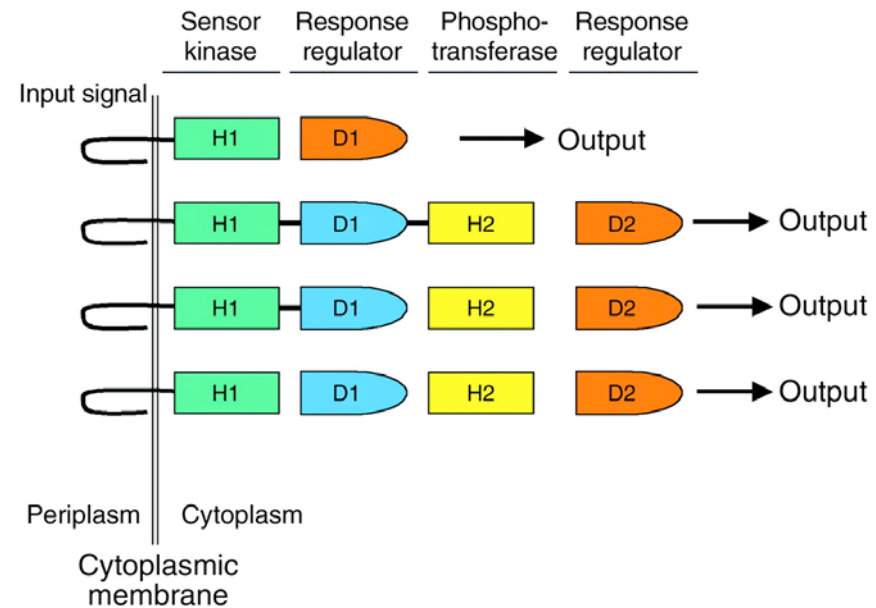 Sensor kinase
Response regulator
Phospho-transferase
Response regulator
Input signal
H1 D1 Output
H1 D1 H2 D2 Output
H1 D1 H2 D2 Output
H1 D1 H2 D2 Output
Periplasm Cytoplasm
Cytoplasmic
membrane